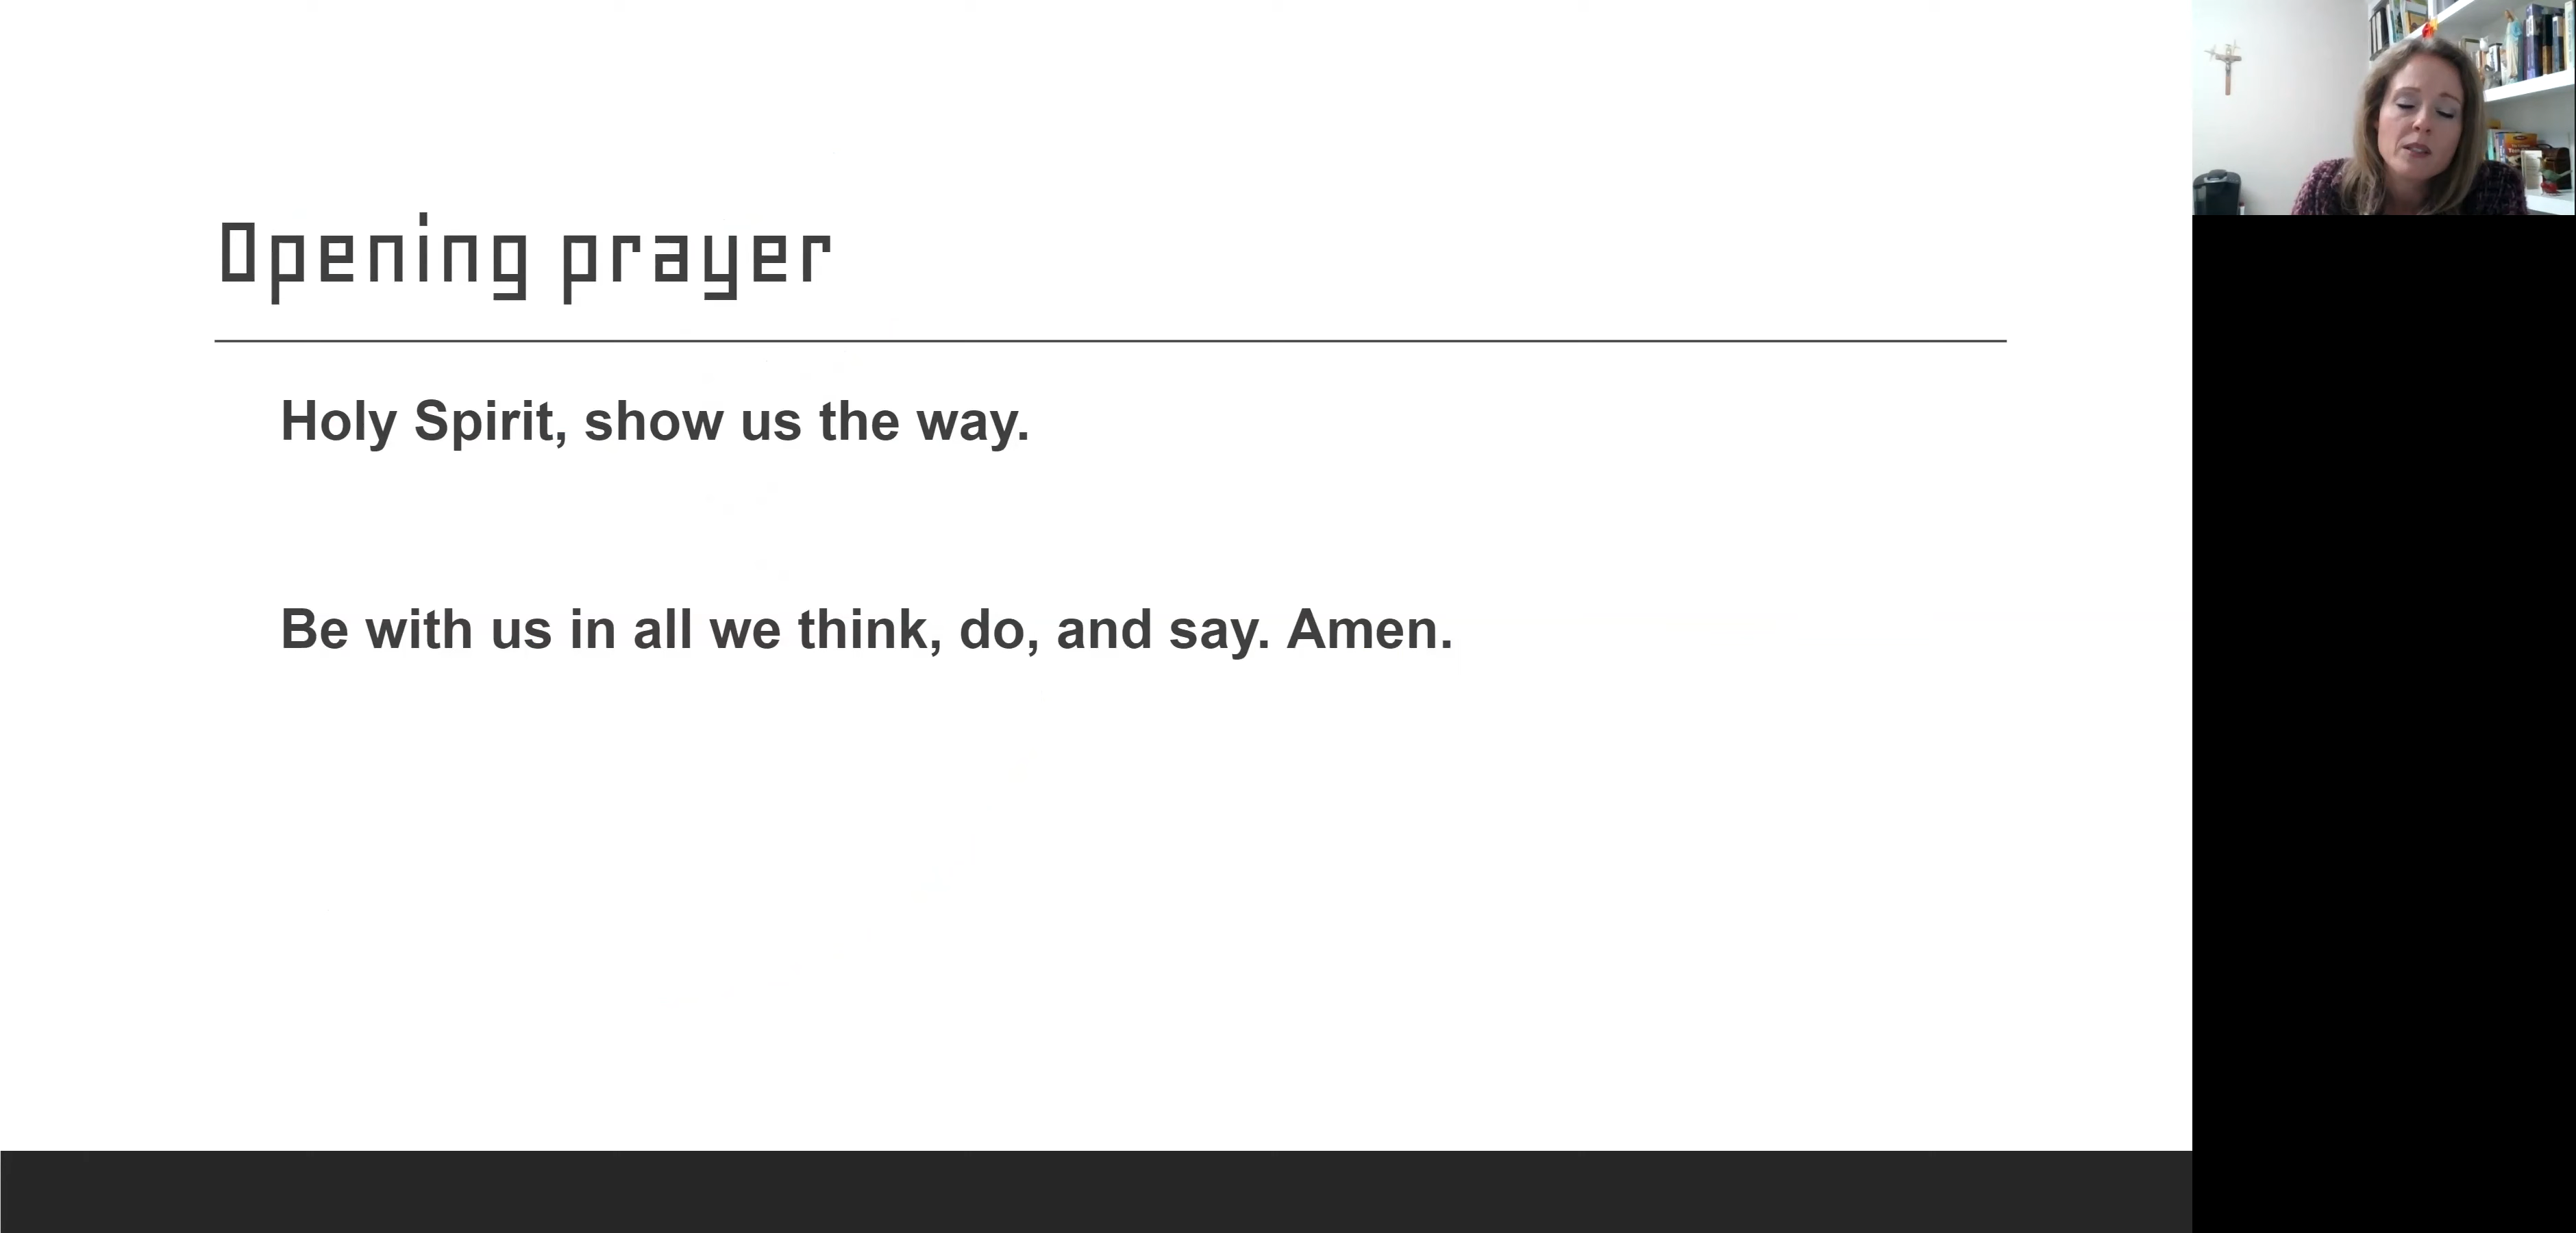 Opening prayer
Holy Spirit, show us the way.
Be with us in all we think, do, and say. Amen.